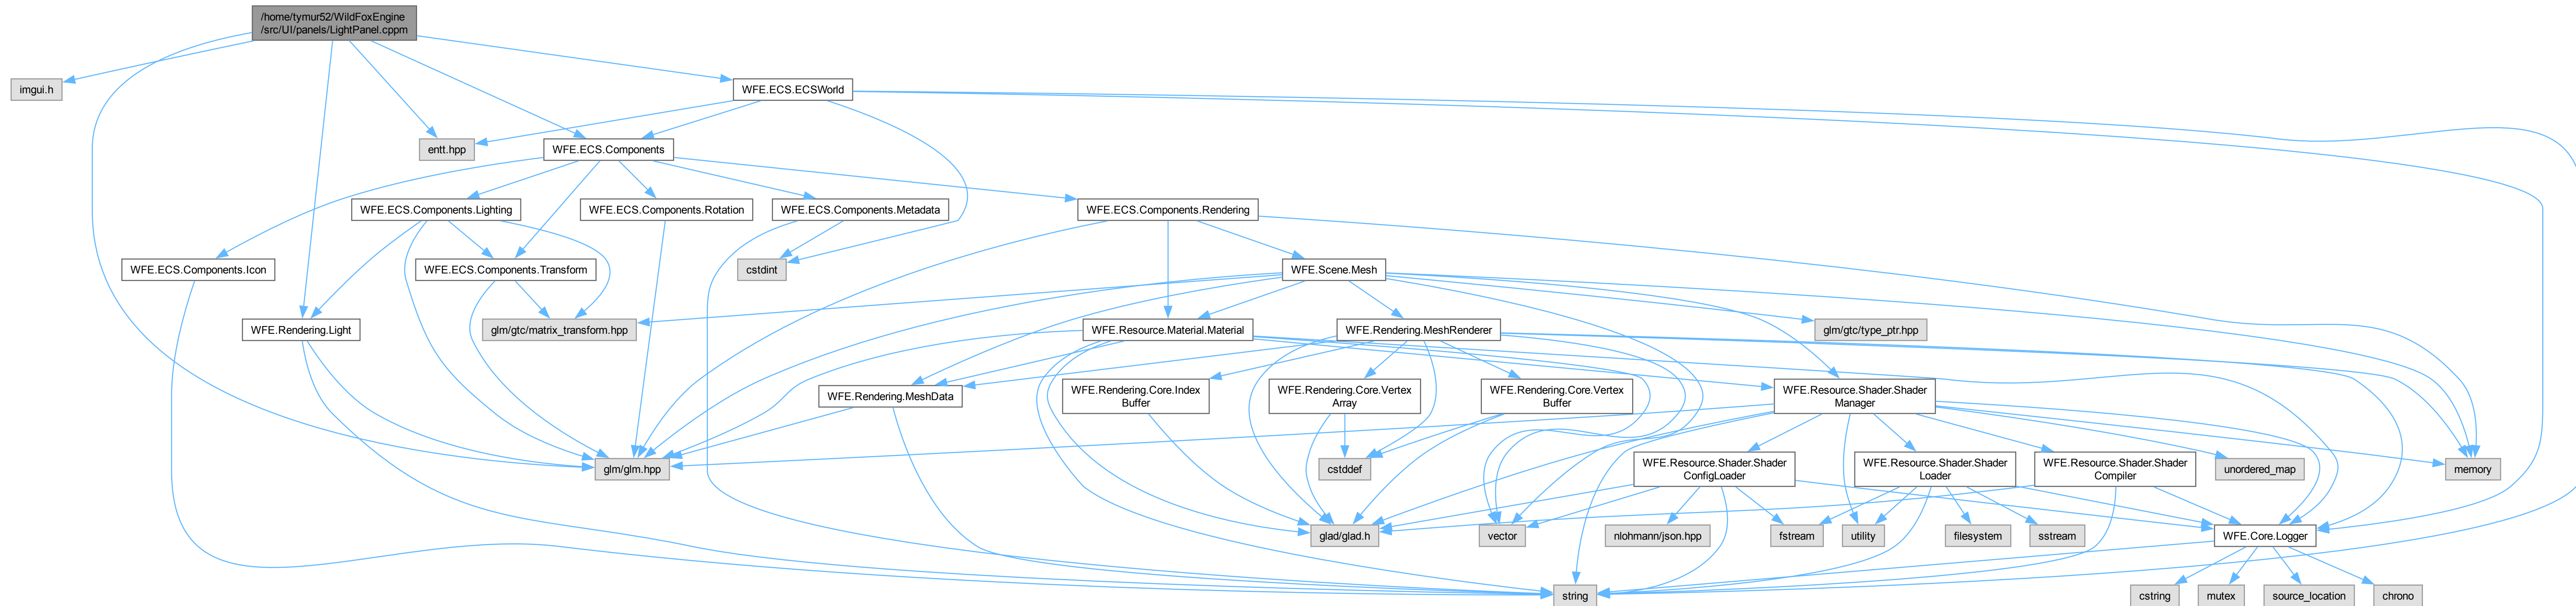 /home/tymur52/WildFoxEngine
/src/UI/panels/LightPanel.cppm
imgui.h
WFE.ECS.ECSWorld
entt.hpp
WFE.ECS.Components
WFE.ECS.Components.Lighting
WFE.ECS.Components.Rotation
WFE.ECS.Components.Metadata
WFE.ECS.Components.Rendering
WFE.ECS.Components.Icon
WFE.ECS.Components.Transform
cstdint
WFE.Scene.Mesh
WFE.Rendering.Light
glm/gtc/matrix_transform.hpp
WFE.Resource.Material.Material
WFE.Rendering.MeshRenderer
glm/gtc/type_ptr.hpp
WFE.Rendering.MeshData
WFE.Rendering.Core.Index
Buffer
WFE.Rendering.Core.Vertex
Array
WFE.Rendering.Core.Vertex
Buffer
WFE.Resource.Shader.Shader
Manager
glm/glm.hpp
cstddef
WFE.Resource.Shader.Shader
ConfigLoader
WFE.Resource.Shader.Shader
Loader
WFE.Resource.Shader.Shader
Compiler
unordered_map
memory
glad/glad.h
vector
nlohmann/json.hpp
fstream
utility
filesystem
sstream
WFE.Core.Logger
string
cstring
mutex
source_location
chrono